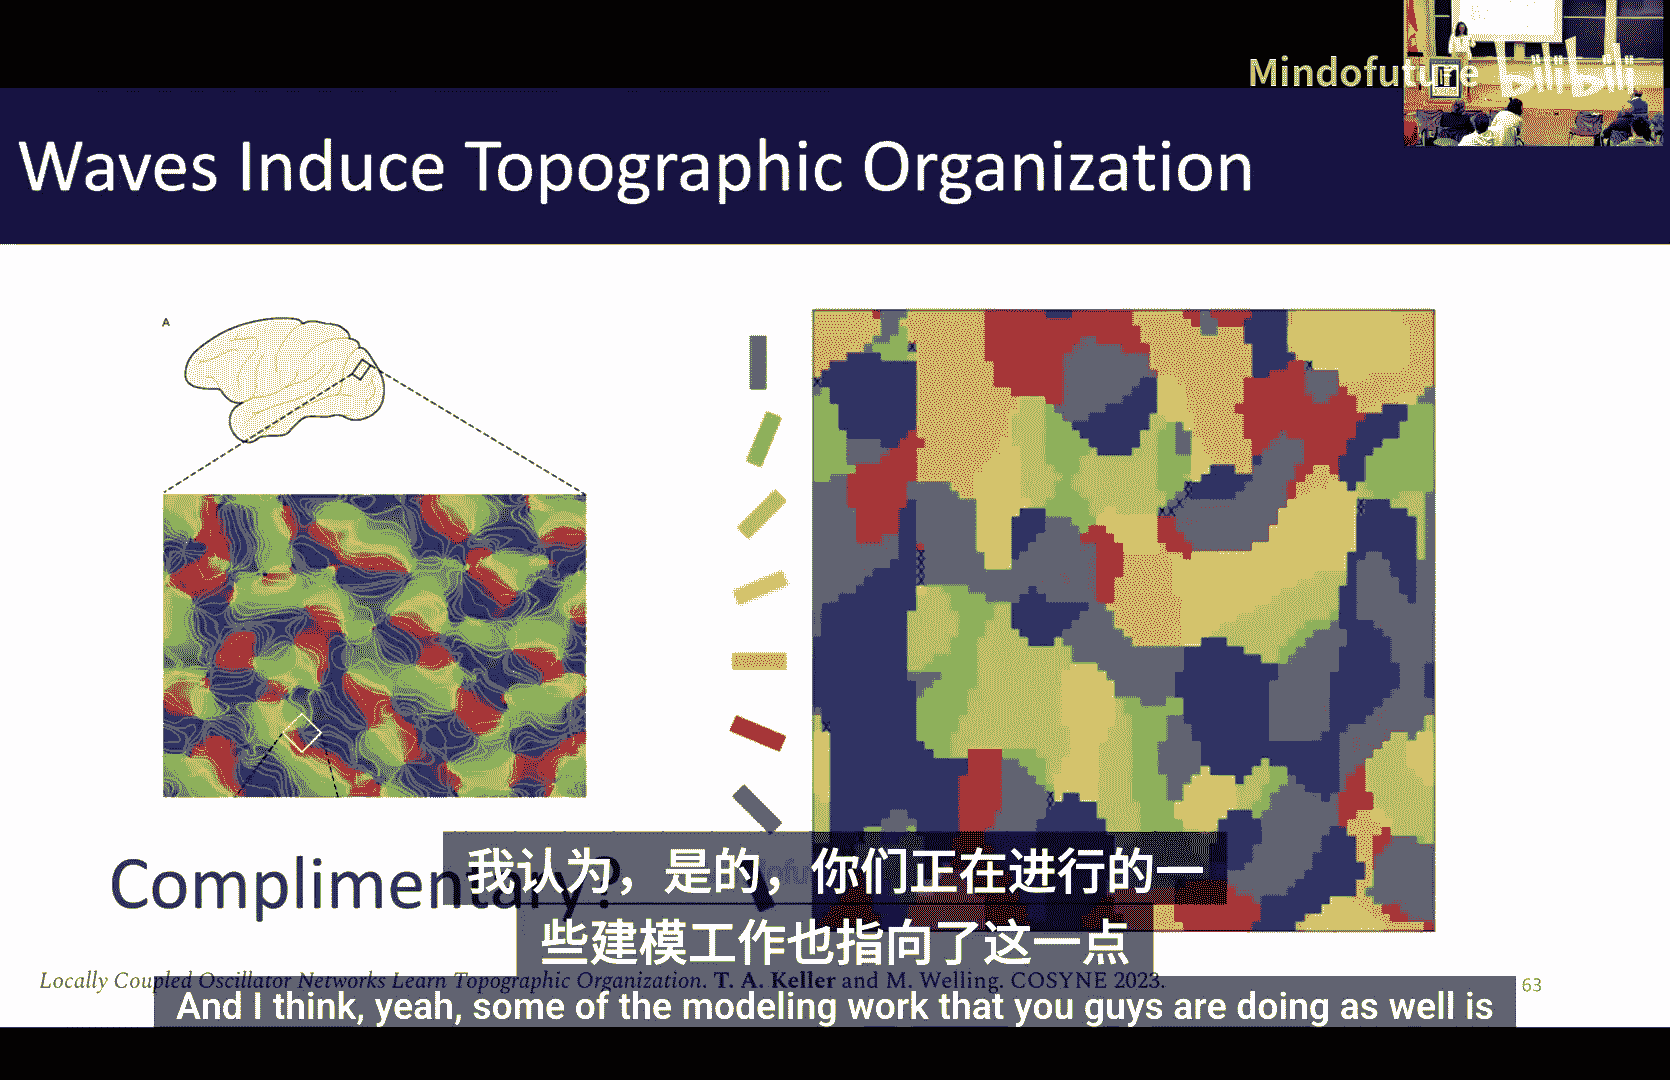 Mindofuture
bilibili
Waves Induce Topographic Organization
A
Complimentary?
我认为，是的，你们正在进行的一
些建模工作也指向了这一点
Locally Coupled Oscillator Networks Learn Topographic Organization. T. A. Keller and M. Welling. COSYNE 2023.
63
And I think, yeah, some of the modeling work that you guys are doing as well is